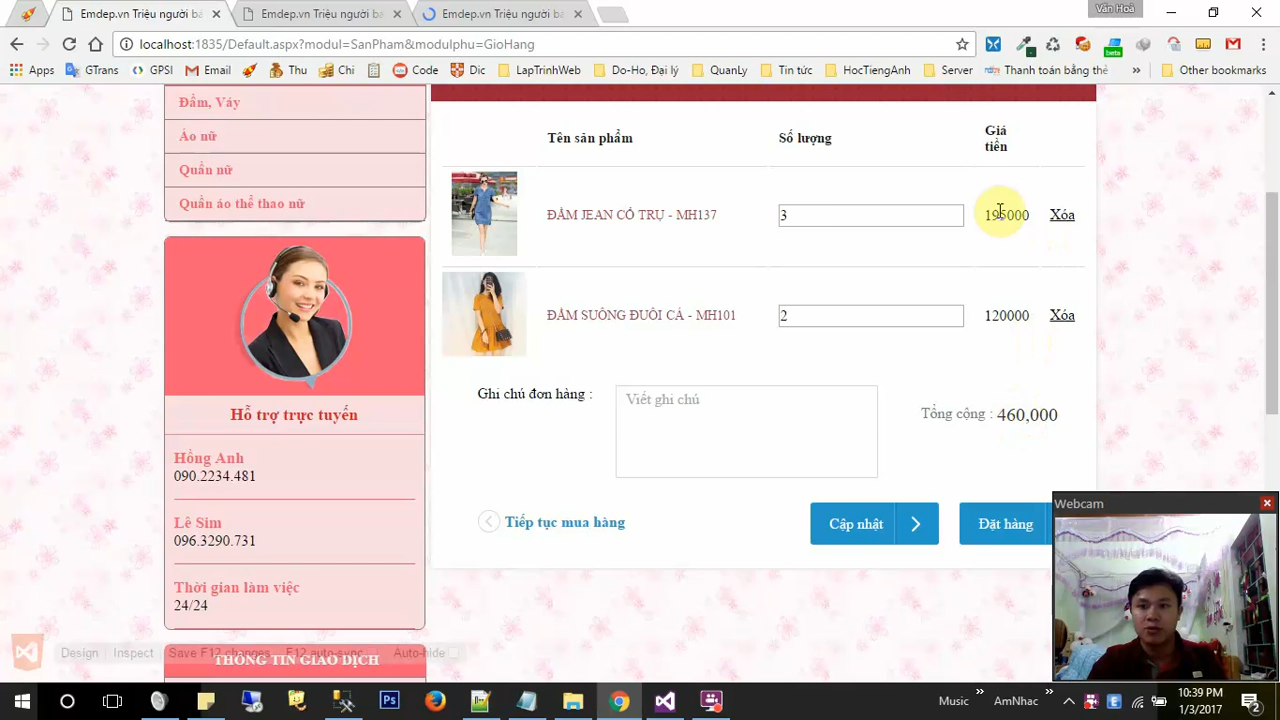 Emdep.vn Triệu người bá
Emdep.vn Triệu người bá
Emdep.vn Triệu người bá
Văn Hoà
localhost:1835/Default.aspx?modul=SanPham&modulphu=GioHang
Apps GTrans GPSI Email Thu Chi Code Dic LapTrinhWeb Do-Ho, Đại lý QuanLy Tin tức HocTiengAnh Server Thanh toán bằng thẻ » Other bookmarks
Đầm, Váy
Áo nữ
Quần nữ
Quần áo thể thao nữ
Tên sản phẩm Số lượng Giá
tiền
ĐẦM JEAN CỔ TRỤ - MH137 3 195000 Xóa
ĐẦM SUÔNG ĐUÔI CÁ - MH101 2 120000 Xóa
Ghi chú đơn hàng : Viết ghi chú Tổng cộng : 460,000
Tiếp tục mua hàng Cập nhật Đặt hàng
Hỗ trợ trực tuyến
Hồng Anh
090.2234.481
Lê Sim
096.3290.731
Thời gian làm việc
24/24
THÔNG TIN GIAO DỊCH
Design Inspect Save F12 changes F12 auto-sync Auto-hide
Webcam
Music » AmNhac »
10:39 PM
1/3/2017
2